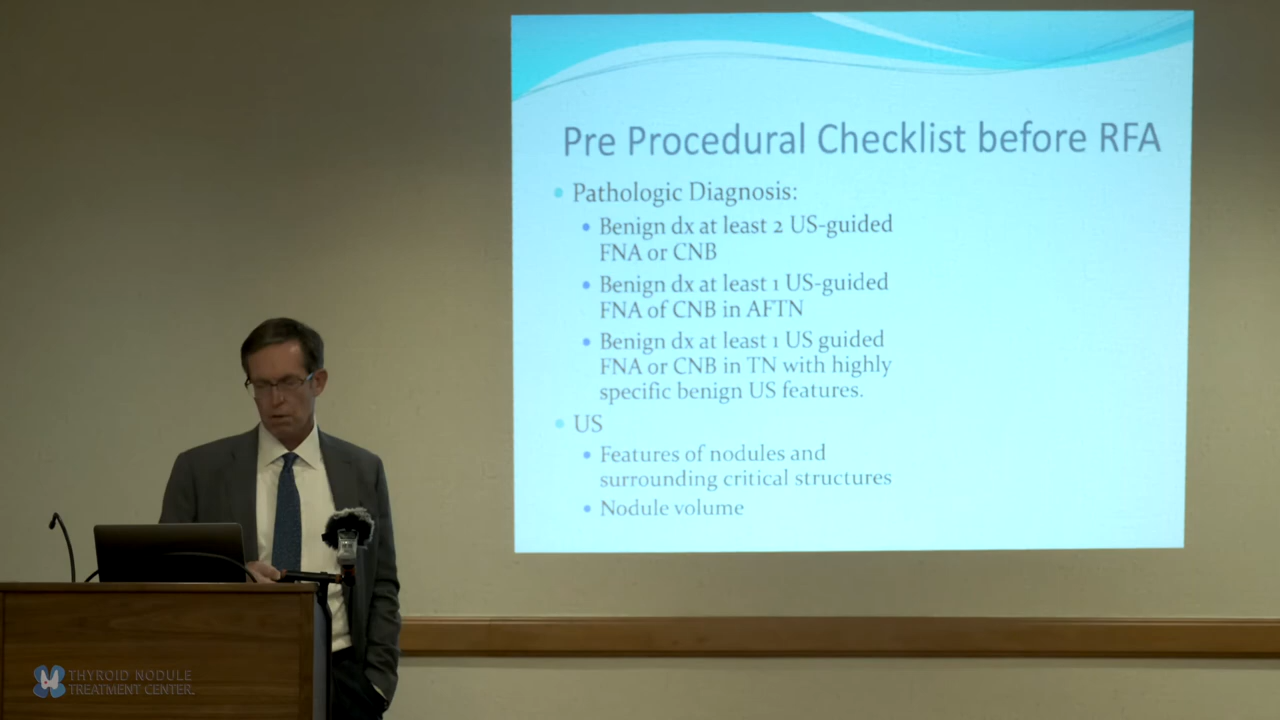 Pre Procedural Checklist before RFA
Pathologic Diagnosis:
Benign dx at least 2 US-guided
FNA or CNB
Benign dx at least 1 US-guided
FNA of CNB in AFTN
Benign dx at least 1 US guided
FNA or CNB in TN with highly
specific benign US features.
US
Features of nodules and
surrounding critical structures
Nodule volume
THYROID NODULE
TREATMENT CENTER